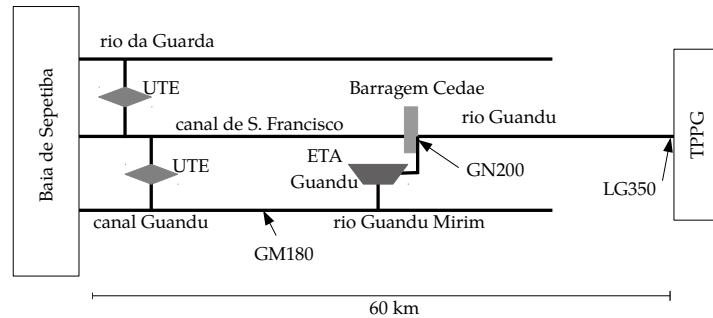 rio da Guarda
UTE
Barragem Cedae
canal de S. Francisco
rio Guandu
Baia de Sepetiba
TPPG
UTE
ETA
Guandu
GN200
LG350
canal Guandu
rio Guandu Mirim
GM180
60 km